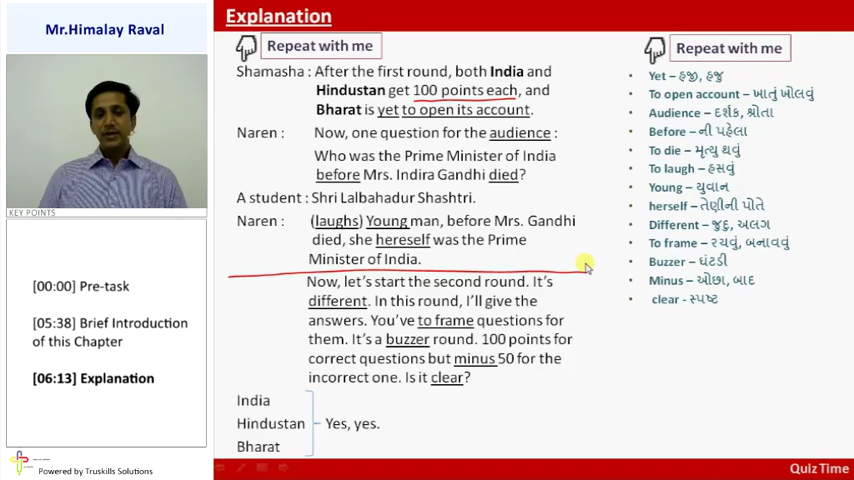 Mr.Himalay Raval
KEY POINTS
[00:00] Pre-task
[05:38] Brief Introduction
of this Chapter
[06:13] Explanation
Powered by Truskills Solutions
Explanation
Repeat with me
Shamasha : After the first round, both India and
Hindustan get 100 points each, and
Bharat is yet to open its account.
Naren : Now, one question for the audience :
Who was the Prime Minister of India
before Mrs. Indira Gandhi died?
A student : Shri Lalbahadur Shashtri.
Naren : (laughs) Young man, before Mrs. Gandhi
died, she hereself was the Prime
Minister of India.
Now, let's start the second round. It's
different. In this round, I'll give the
answers. You've to frame questions for
them. It's a buzzer round. 100 points for
correct questions but minus 50 for the
incorrect one. Is it clear?
India
Hindustan Yes, yes.
Bharat
Repeat with me
• Yet – હજી, હજુ
• To open account – ખાતું ખોલવું
• Audience – દર્શક, શ્રોતા
• Before – ની પહેલા
• To die – મૃત્યુ થવું
• To laugh – હસવું
• Young – યુવાન
• herself – તેણીની પોતે
• Different – જુદુ, અલગ
• To frame – રચવું, બનાવવું
• Buzzer – ઘંટડી
• Minus – ઓછા, બાદ
• clear - સ્પષ્ટ
Quiz Time